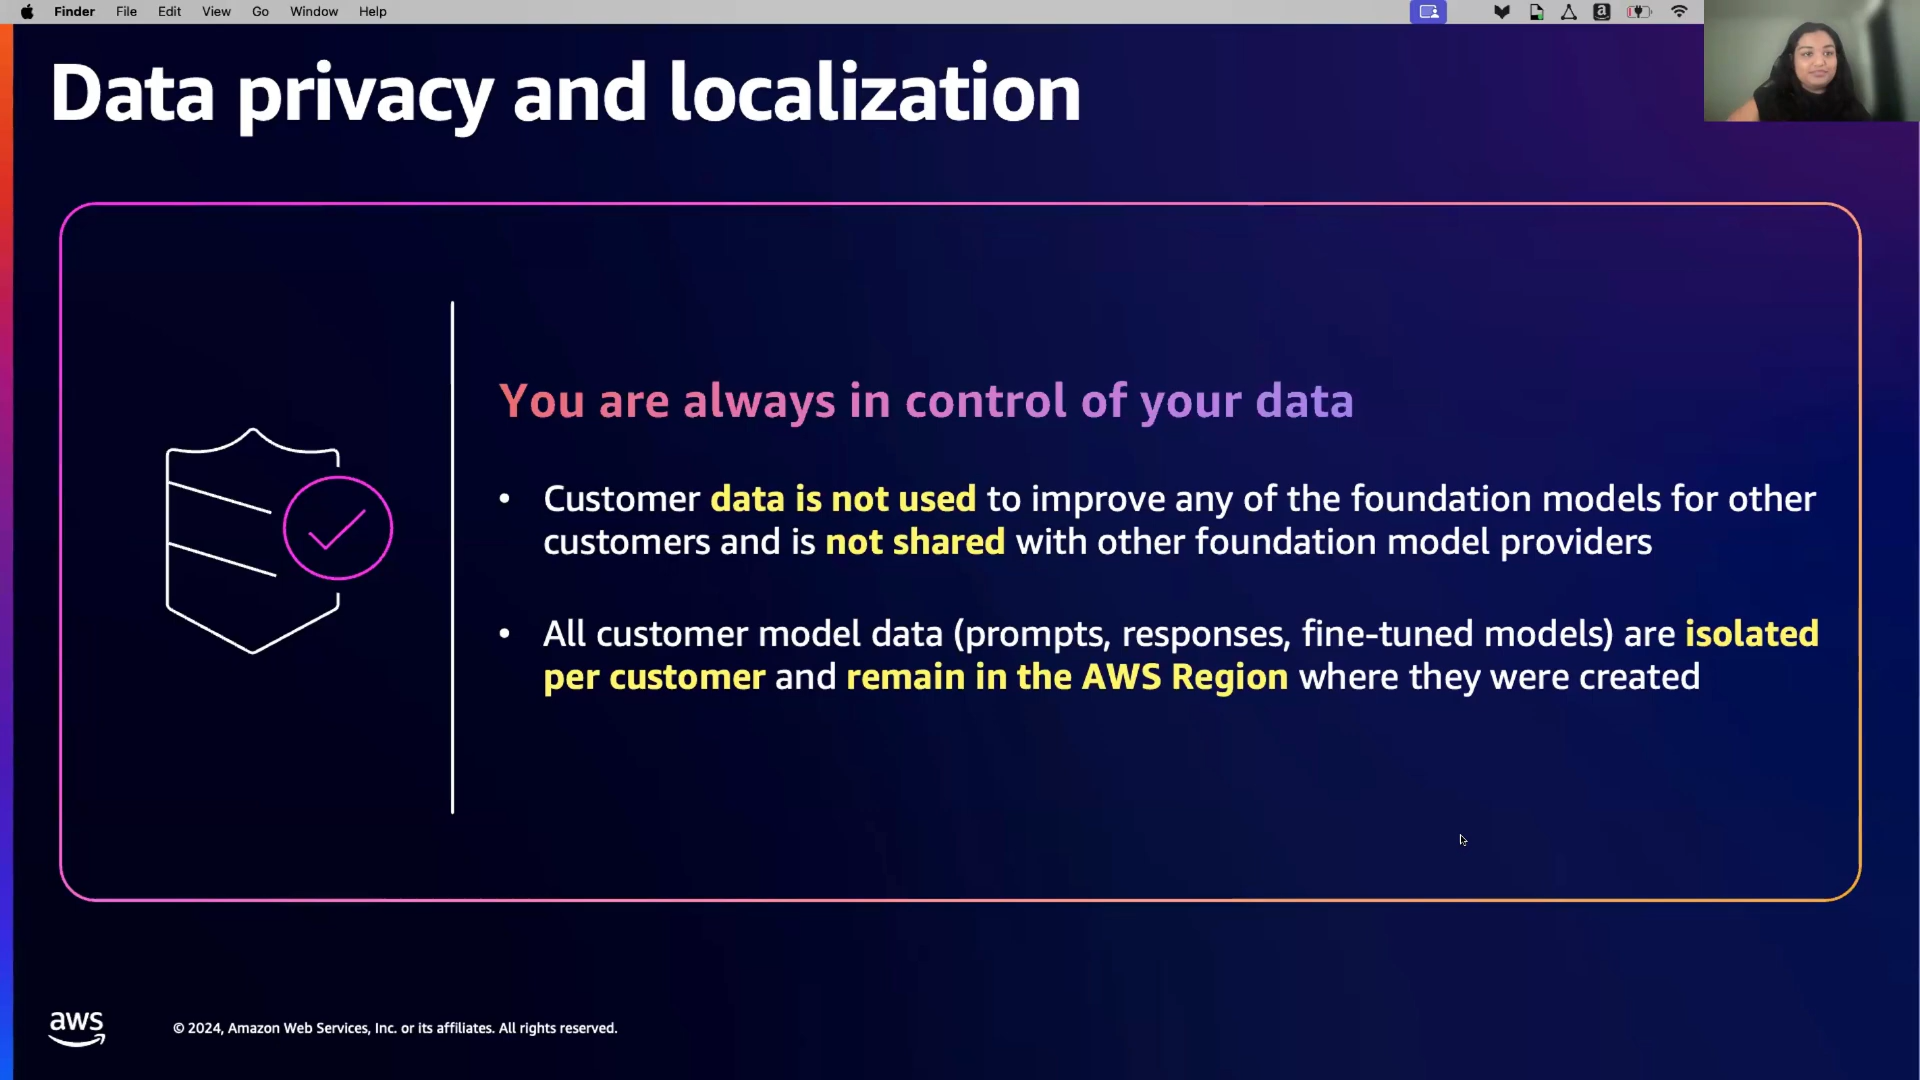 Finder File Edit View Go Window Help
Data privacy and localization
You are always in control of your data
• Customer data is not used to improve any of the foundation models for other
customers and is not shared with other foundation model providers
• All customer model data (prompts, responses, fine-tuned models) are isolated
per customer and remain in the AWS Region where they were created
aws
© 2024, Amazon Web Services, Inc. or its affiliates. All rights reserved.